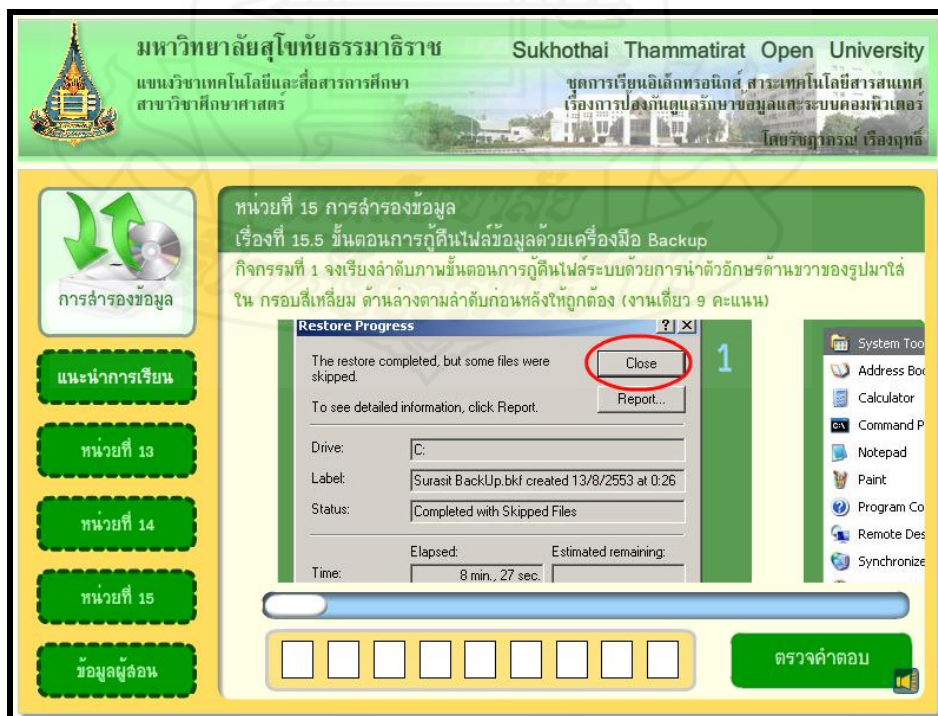 มหาวิทยาลัยสุโขทัยธรรมาธิราช
Sukhothai Thammatirat Open University
แขนงวิชาเทคโนโลยีและสื่อสารการศึกษา
สาขาวิชาศึกษาศาสตร์
ชุดการเรียนอิเล็กทรอนิกส์ สาระเทคโนโลยีสารสนเทศ
เรื่องการป้องกันดูแลรักษาข้อมูลและระบบคอมพิวเตอร์
โดยรัชฎาภรณ์ เรืองฤทธิ์
การสำรองข้อมูล
แนะนำการเรียน
หน่วยที่ 13
หน่วยที่ 14
หน่วยที่ 15
ข้อมูลผู้สอน
หน่วยที่ 15 การสำรองข้อมูล
เรื่องที่ 15.5 ขั้นตอนการกู้คืนไฟล์ข้อมูลด้วยเครื่องมือ Backup
กิจกรรมที่ 1 จงเรียงลำดับภาพขั้นตอนการกู้คืนไฟล์ระบบด้วยการนำตัวอักษรด้านขวาของรูปมาใส่
ใน กรอบสี่เหลี่ยม ด้านล่างตามลำดับก่อนหลังให้ถูกต้อง (งานเดี่ยว 9 คะแนน)
Restore Progress
The restore completed, but some files were
skipped.
Close
To see detailed information, click Report.
Report...
Drive: C:
Label: Surasit BackUp.bkf created 13/8/2553 at 0:26
Status: Completed with Skipped Files
Elapsed: Estimated remaining:
Time: 8 min., 27 sec.
1
System Too
Address Boo
Calculator
Command P
Notepad
Paint
Program Co
Remote Des
Synchronize
ตรวจคำตอบ